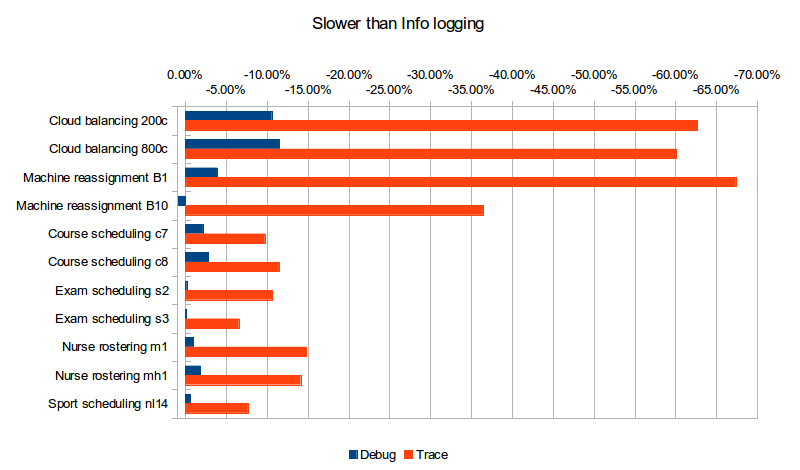 Slower than Info logging
0.00% -10.00% -20.00% -30.00% -40.00% -50.00% -60.00% -70.00%
-5.00% -15.00% -25.00% -35.00% -45.00% -55.00% -65.00%
Cloud balancing 200c
Cloud balancing 800c
Machine reassignment B1
Machine reassignment B10
Course scheduling c7
Course scheduling c8
Exam scheduling s2
Exam scheduling s3
Nurse rostering m1
Nurse rostering mh1
Sport scheduling nl14
Debug Trace